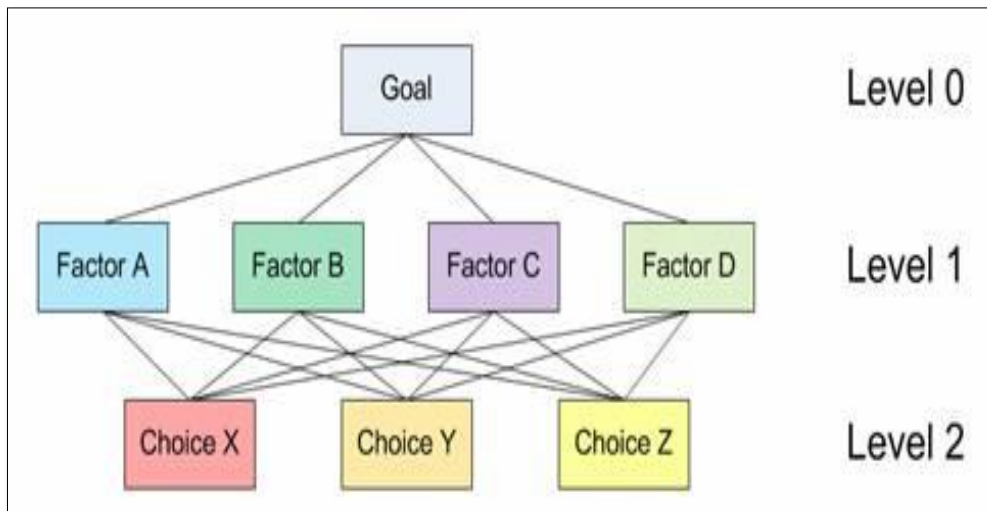 Goal
Level 0
Factor A
Factor B
Factor C
Factor D
Level 1
Choice X
Choice Y
Choice Z
Level 2